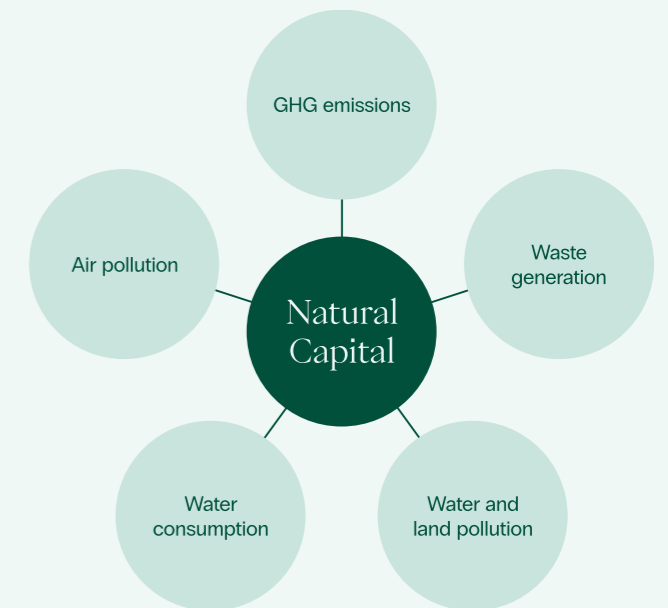 GHG emissions
Air pollution
Waste
generation
Natural
Capital
Water
consumption
Water and
land pollution